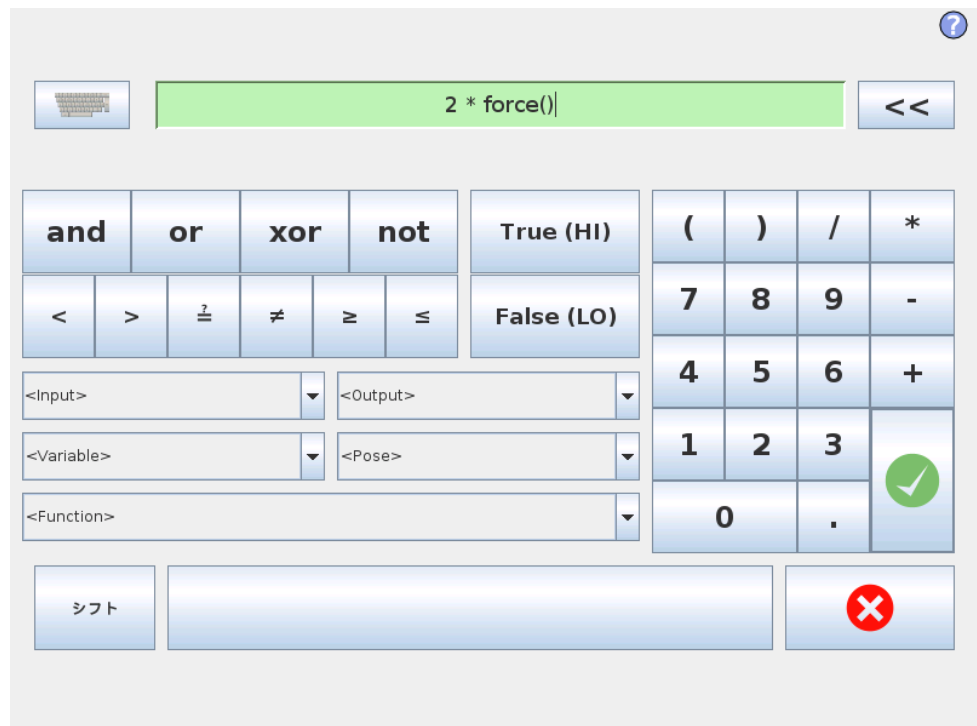 ?
2 * force()
<<
and or xor not True (HI) ( ) / *
7 8 9 -
< > ≟ ≠ ≥ ≤ False (LO)
4 5 6 +
<Input> <Output>
1 2 3
<Variable> <Pose>
0 .
<Function>
シフト